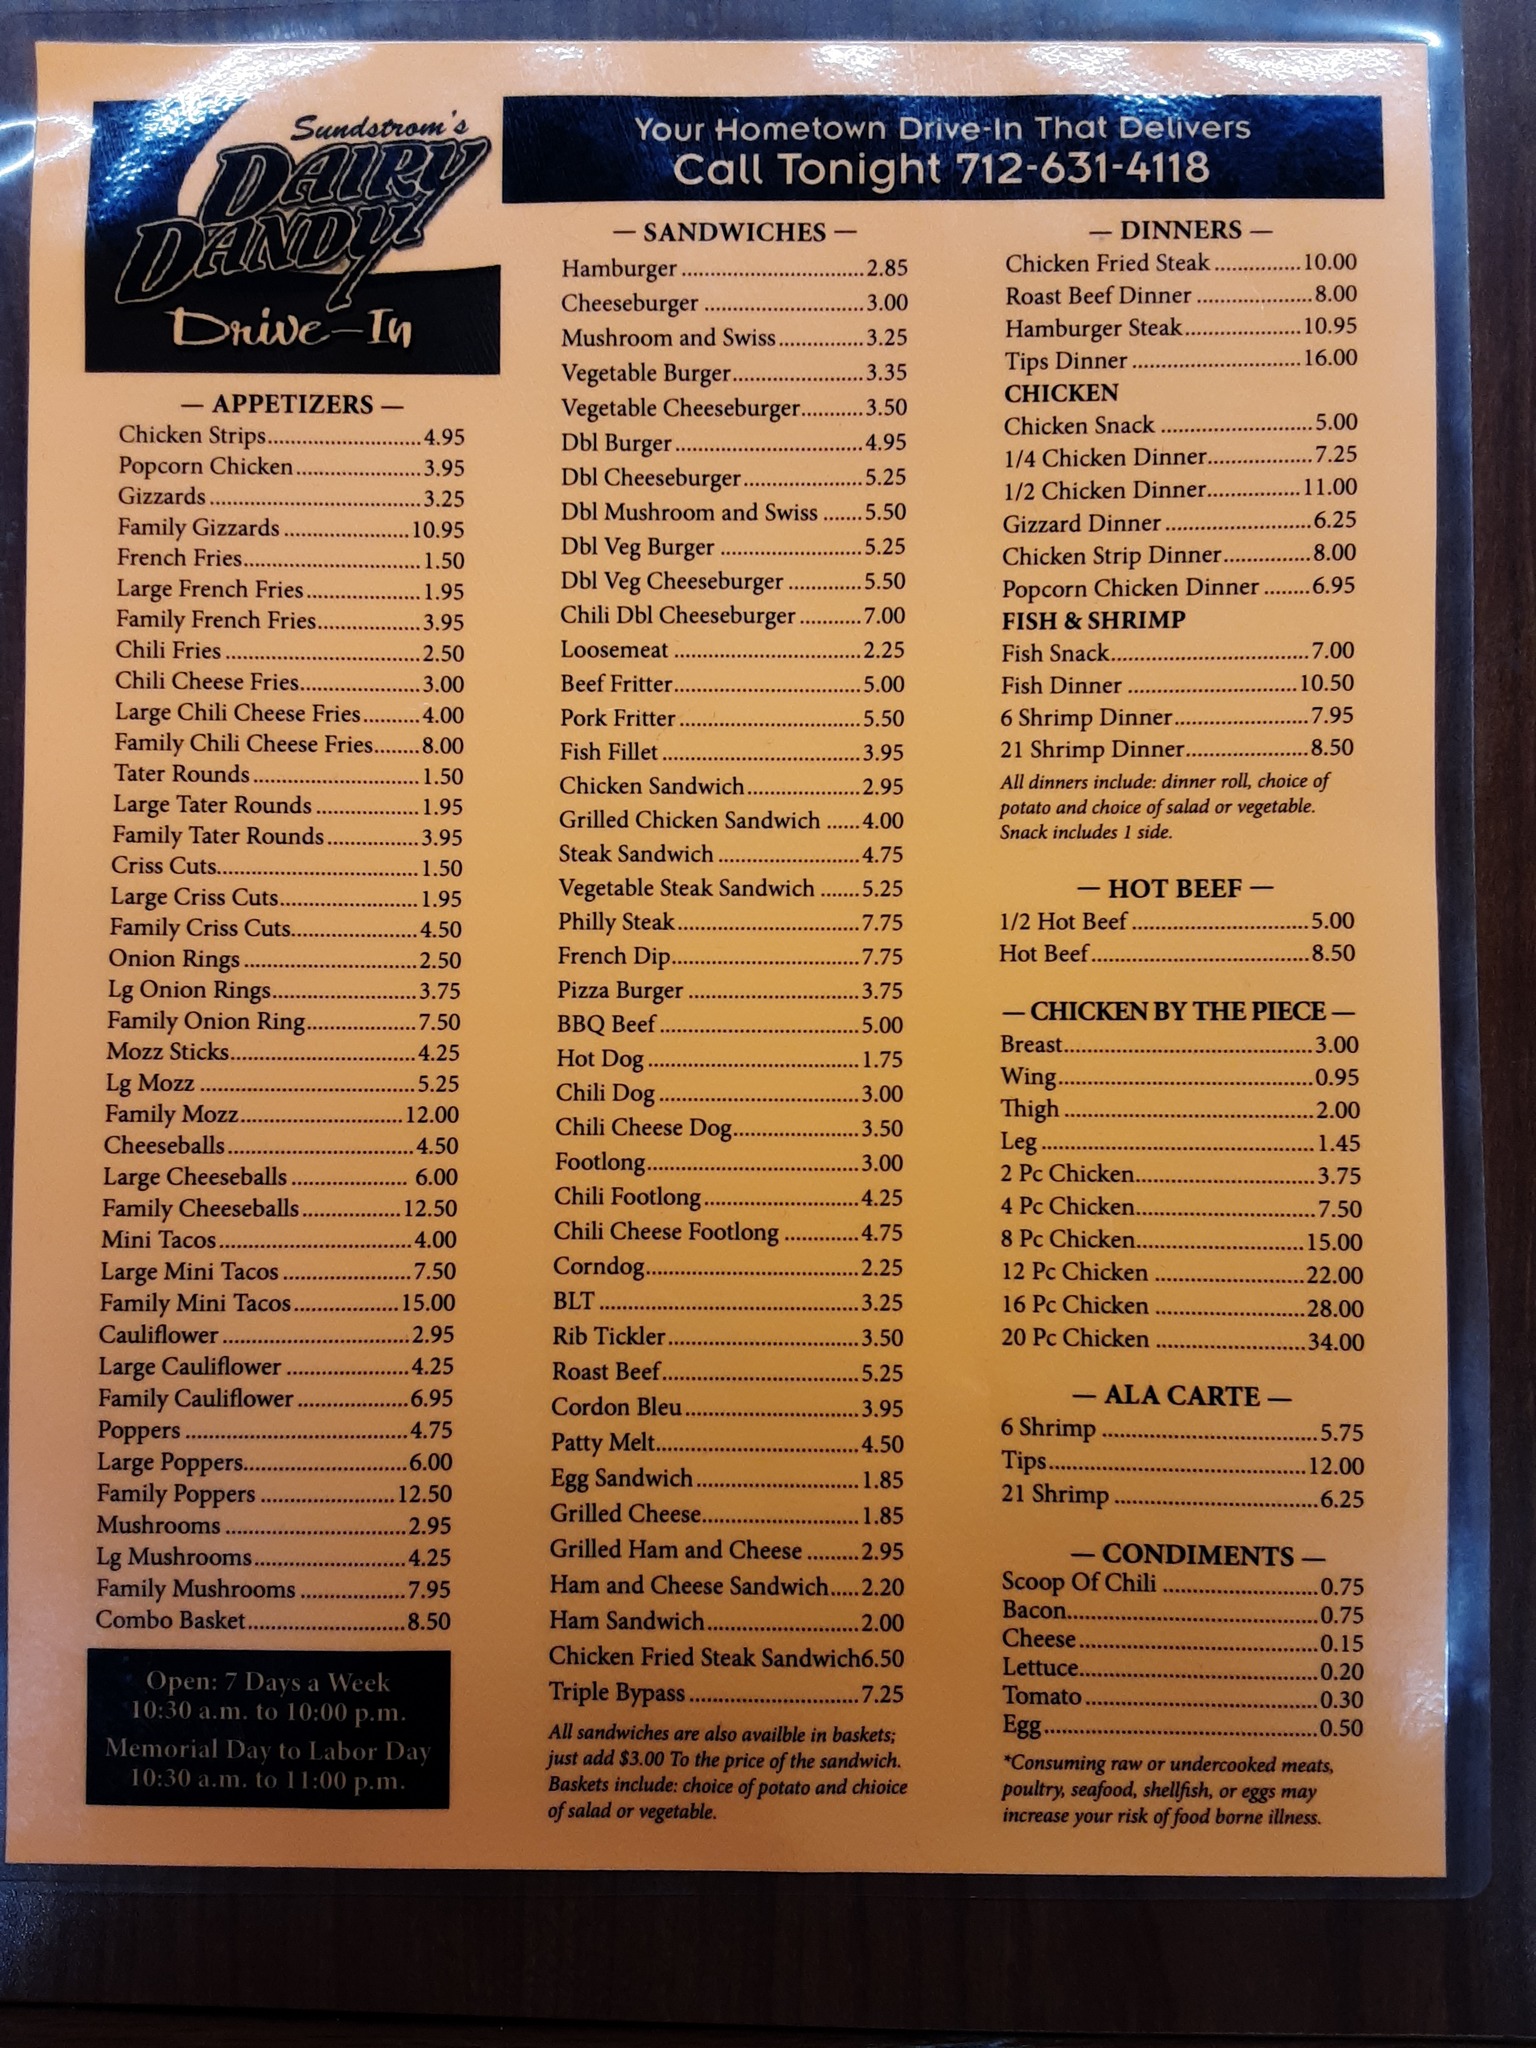 Sundstrom's
DAIRY
DANDY
Drive-In
Your Hometown Drive-In That Delivers
Call Tonight 712-631-4118
— APPETIZERS —
Chicken Strips 4.95
Popcorn Chicken 3.95
Gizzards 3.25
Family Gizzards 10.95
French Fries 1.50
Large French Fries 1.95
Family French Fries 3.95
Chili Fries 2.50
Chili Cheese Fries 3.00
Large Chili Cheese Fries 4.00
Family Chili Cheese Fries 8.00
Tater Rounds 1.50
Large Tater Rounds 1.95
Family Tater Rounds 3.95
Criss Cuts 1.50
Large Criss Cuts 1.95
Family Criss Cuts 4.50
Onion Rings 2.50
Lg Onion Rings 3.75
Family Onion Ring 7.50
Mozz Sticks 4.25
Lg Mozz 5.25
Family Mozz 12.00
Cheeseballs 4.50
Large Cheeseballs 6.00
Family Cheeseballs 12.50
Mini Tacos 4.00
Large Mini Tacos 7.50
Family Mini Tacos 15.00
Cauliflower 2.95
Large Cauliflower 4.25
Family Cauliflower 6.95
Poppers 4.75
Large Poppers 6.00
Family Poppers 12.50
Mushrooms 2.95
Lg Mushrooms 4.25
Family Mushrooms 7.95
Combo Basket 8.50
Open: 7 Days a Week
10:30 a.m. to 10:00 p.m.
Memorial Day to Labor Day
10:30 a.m. to 11:00 p.m.
— SANDWICHES —
Hamburger 2.85
Cheeseburger 3.00
Mushroom and Swiss 3.25
Vegetable Burger 3.35
Vegetable Cheeseburger 3.50
Dbl Burger 4.95
Dbl Cheeseburger 5.25
Dbl Mushroom and Swiss 5.50
Dbl Veg Burger 5.25
Dbl Veg Cheeseburger 5.50
Chili Dbl Cheeseburger 7.00
Loosemeat 2.25
Beef Fritter 5.00
Pork Fritter 5.50
Fish Fillet 3.95
Chicken Sandwich 2.95
Grilled Chicken Sandwich 4.00
Steak Sandwich 4.75
Vegetable Steak Sandwich 5.25
Philly Steak 7.75
French Dip 7.75
Pizza Burger 3.75
BBQ Beef 5.00
Hot Dog 1.75
Chili Dog 3.00
Chili Cheese Dog 3.50
Footlong 3.00
Chili Footlong 4.25
Chili Cheese Footlong 4.75
Corndog 2.25
BLT 3.25
Rib Tickler 3.50
Roast Beef 5.25
Cordon Bleu 3.95
Patty Melt 4.50
Egg Sandwich 1.85
Grilled Cheese 1.85
Grilled Ham and Cheese 2.95
Ham and Cheese Sandwich 2.20
Ham Sandwich 2.00
Chicken Fried Steak Sandwich6.50
Triple Bypass 7.25
All sandwiches are also availble in baskets;
just add $3.00 To the price of the sandwich.
Baskets include: choice of potato and chioice
of salad or vegetable.
— DINNERS —
Chicken Fried Steak 10.00
Roast Beef Dinner 8.00
Hamburger Steak 10.95
Tips Dinner 16.00
CHICKEN
Chicken Snack 5.00
1/4 Chicken Dinner 7.25
1/2 Chicken Dinner 11.00
Gizzard Dinner 6.25
Chicken Strip Dinner 8.00
Popcorn Chicken Dinner 6.95
FISH & SHRIMP
Fish Snack 7.00
Fish Dinner 10.50
6 Shrimp Dinner 7.95
21 Shrimp Dinner 8.50
All dinners include: dinner roll, choice of
potato and choice of salad or vegetable.
Snack includes 1 side.
— HOT BEEF —
1/2 Hot Beef 5.00
Hot Beef 8.50
— CHICKEN BY THE PIECE —
Breast 3.00
Wing 0.95
Thigh 2.00
Leg 1.45
2 Pc Chicken 3.75
4 Pc Chicken 7.50
8 Pc Chicken 15.00
12 Pc Chicken 22.00
16 Pc Chicken 28.00
20 Pc Chicken 34.00
— ALA CARTE —
6 Shrimp 5.75
Tips 12.00
21 Shrimp 6.25
— CONDIMENTS —
Scoop Of Chili 0.75
Bacon 0.75
Cheese 0.15
Lettuce 0.20
Tomato 0.30
Egg 0.50
*Consuming raw or undercooked meats,
poultry, seafood, shellfish, or eggs may
increase your risk of food borne illness.